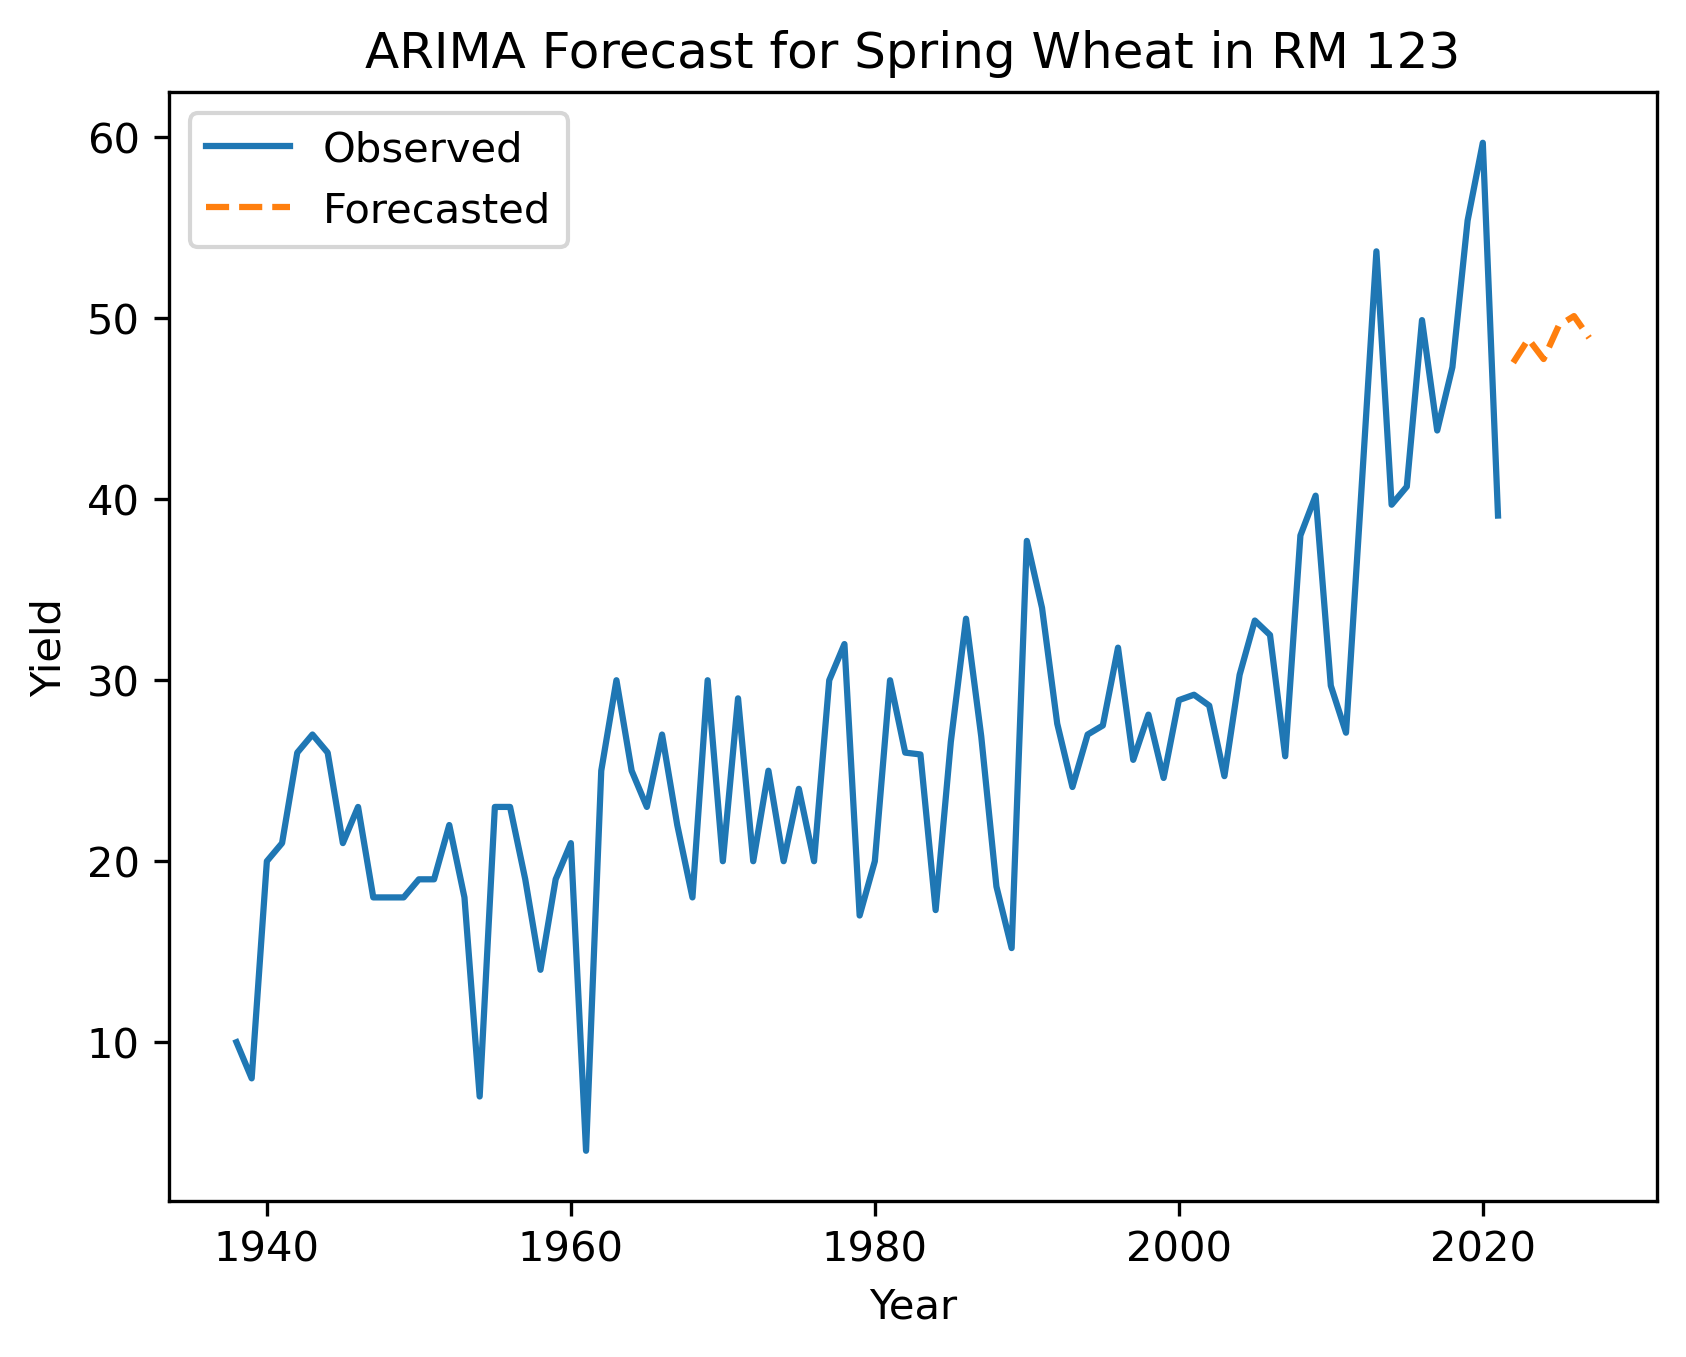 ARIMA Forecast for Spring Wheat in RM 123
Observed
Forecasted
60
50
40
30
20
10
Yield
1940 1960 1980 2000 2020
Year